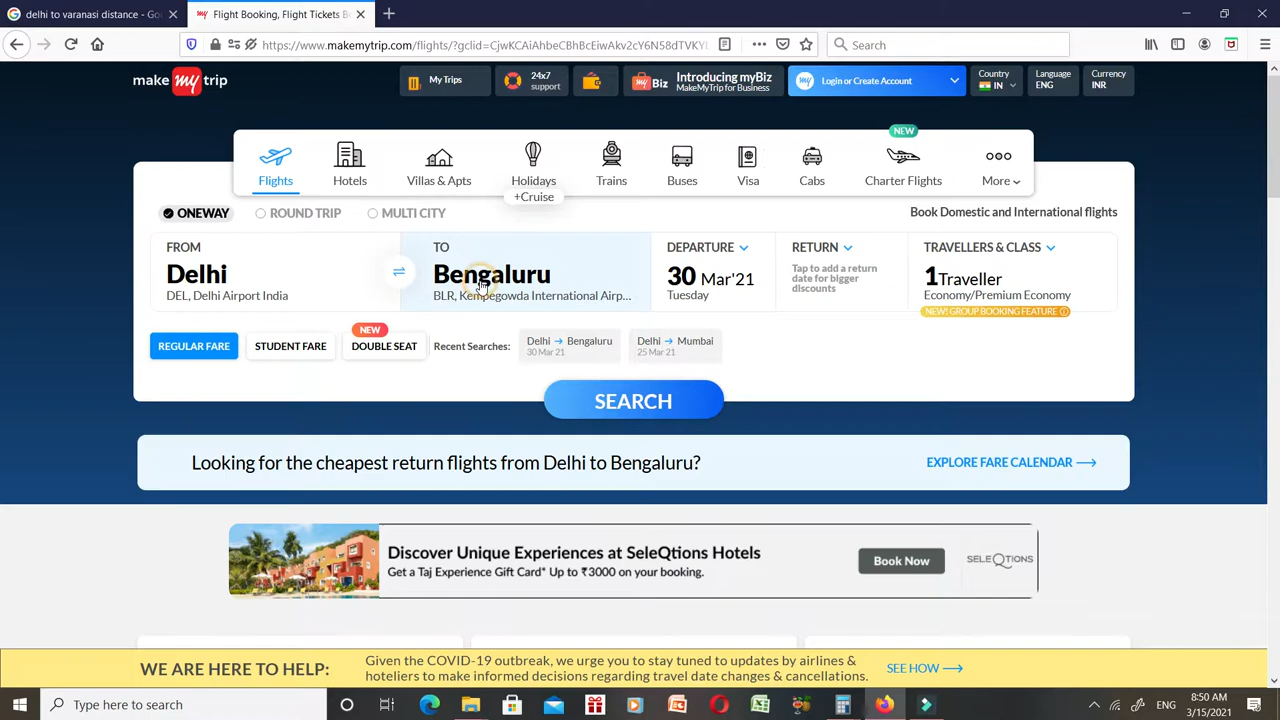 delhi to varanasi distance - Goo
Flight Booking, Flight Tickets B
https://www.makemytrip.com/flights/?gclid=
Search
make my trip
My Trips
24x7
support
my Biz
Introducing myBiz
MakeMyTrip for Business
my
Login or Create Account
Country
IN
Language
ENG
Currency
INR
NEW
Flights
Hotels
Villas & Apts
Holidays
+Cruise
Trains
Buses
Visa
Cabs
Charter Flights
More
ONEWAY
ROUND TRIP
MULTI CITY
Book Domestic and International flights
FROM
Delhi
DEL, Delhi Airport India
TO
Bengaluru
BLR, Kempegowda International Airp...
DEPARTURE
30 Mar'21
Tuesday
RETURN
Tap to add a return
date for bigger
discounts
TRAVELLERS & CLASS
1Traveller
Economy/Premium Economy
NEW! GROUP BOOKING FEATURE
REGULAR FARE
STUDENT FARE
NEW
DOUBLE SEAT
Recent Searches:
Delhi → Bengaluru
30 Mar 21
Delhi → Mumbai
25 Mar 21
SEARCH
Looking for the cheapest return flights from Delhi to Bengaluru?
EXPLORE FARE CALENDAR →
Discover Unique Experiences at SeleQtions Hotels
Get a Taj Experience Gift Card* Up to ₹3000 on your booking.
Book Now
SELEQTIONS
WE ARE HERE TO HELP:
Given the COVID-19 outbreak, we urge you to stay tuned to updates by airlines &
hoteliers to make informed decisions regarding travel date changes & cancellations.
SEE HOW →
Type here to search
ENG
8:50 AM
3/15/2021